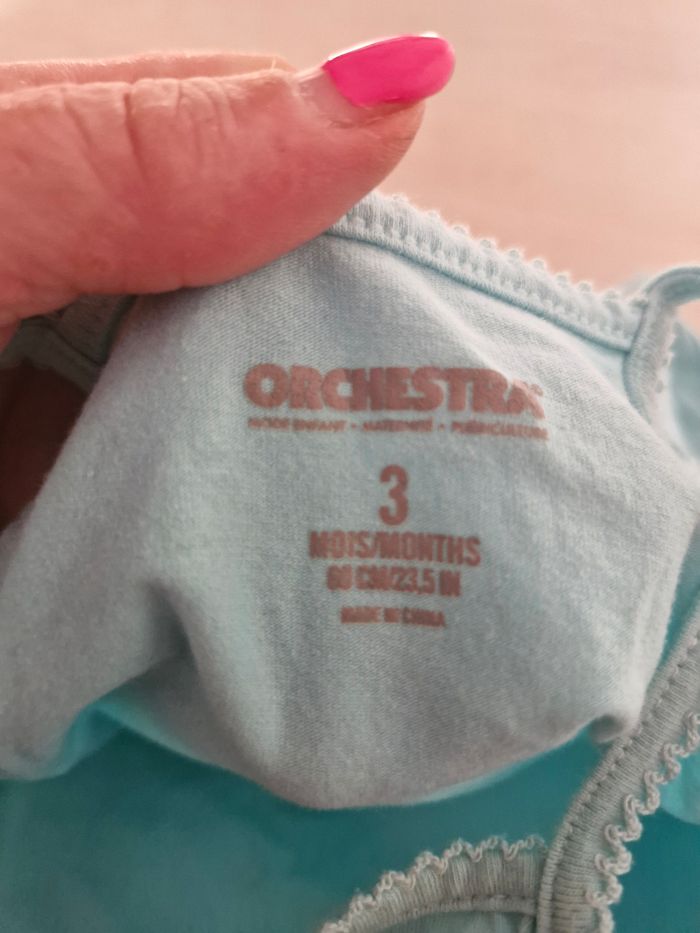 ORCHESTRA
MODE ENFANT - MATERNITÉ - PUÉRICULTURE
3
MOIS/MONTHS
60 CM/23,5 IN
MADE IN CHINA